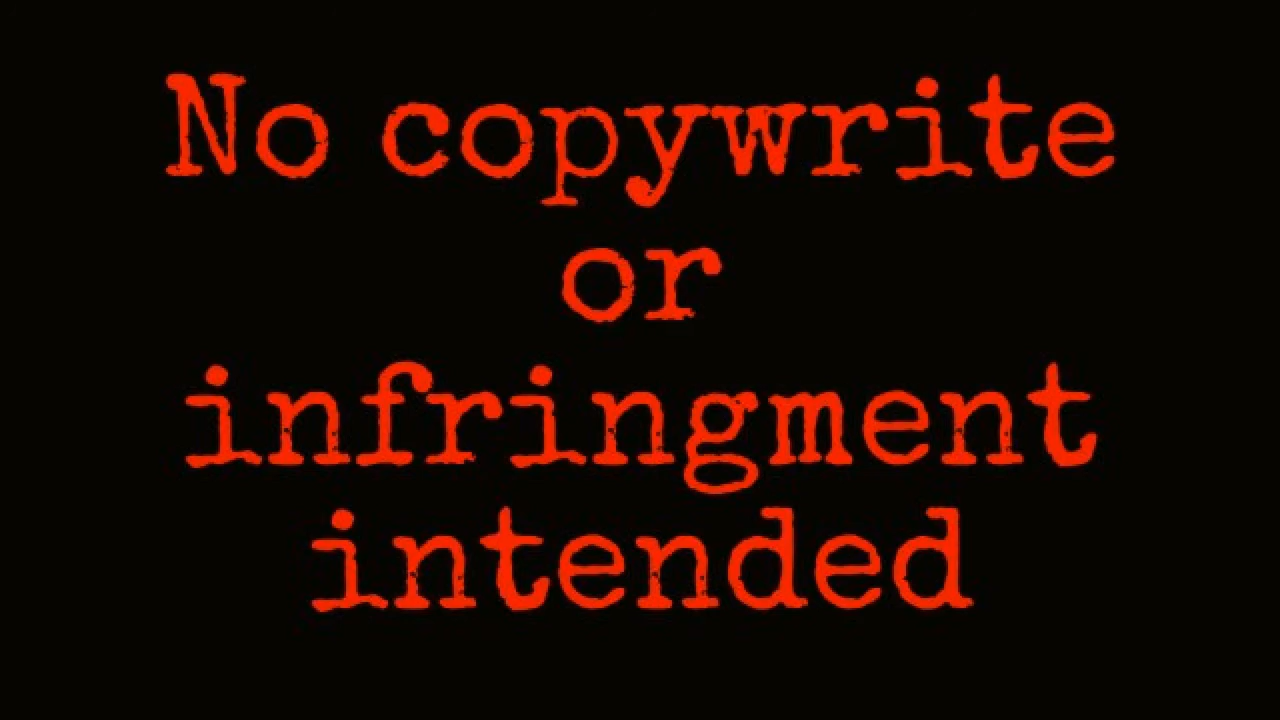 No copywrite
or
infringment
intended